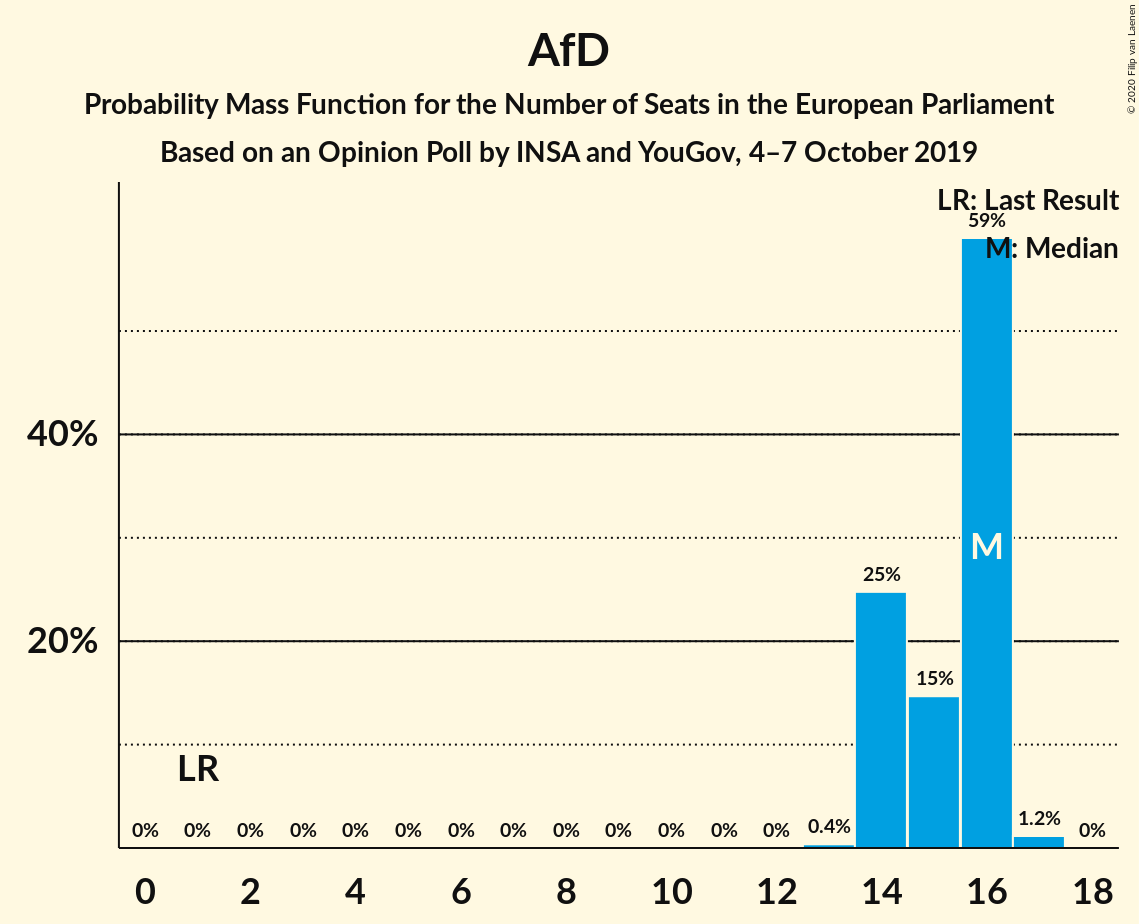 AfD
Probability Mass Function for the Number of Seats in the European Parliament
Based on an Opinion Poll by INSA and YouGov, 4–7 October 2019
© 2020 Filip van Laenen
LR: Last Result
59%
M: Median
40%
M
25%
20%
15%
LR
0% 0% 0% 0% 0% 0% 0% 0% 0% 0% 0% 0% 0% 0.4% 1.2% 0%
0 2 4 6 8 10 12 14 16 18